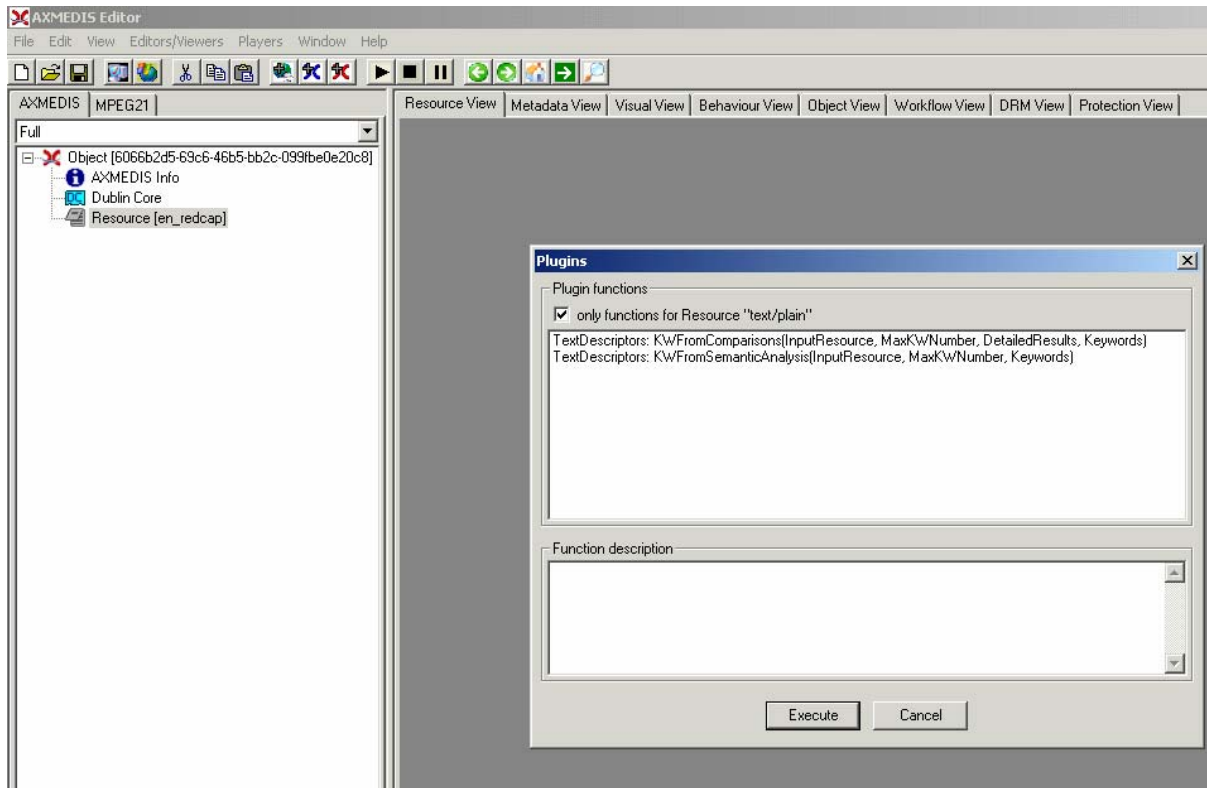 AXMEDIS Editor
File Edit View Editors/Viewers Players Window Help
AXMEDIS MPEG21
Resource View Metadata View Visual View Behaviour View Object View Workflow View DRM View Protection View
Full
Object [6066b2d5-69c6-46b5-bb2c-099fbe0e20c8]
AXMEDIS Info
DC Dublin Core
Resource [en_redcap]
Plugins
Plugin functions
only functions for Resource "text/plain"
TextDescriptors: KWFromComparisons(InputResource, MaxKWNumber, DetailedResults, Keywords)
TextDescriptors: KWFromSemanticAnalysis(InputResource, MaxKWNumber, Keywords)
Function description
Execute Cancel